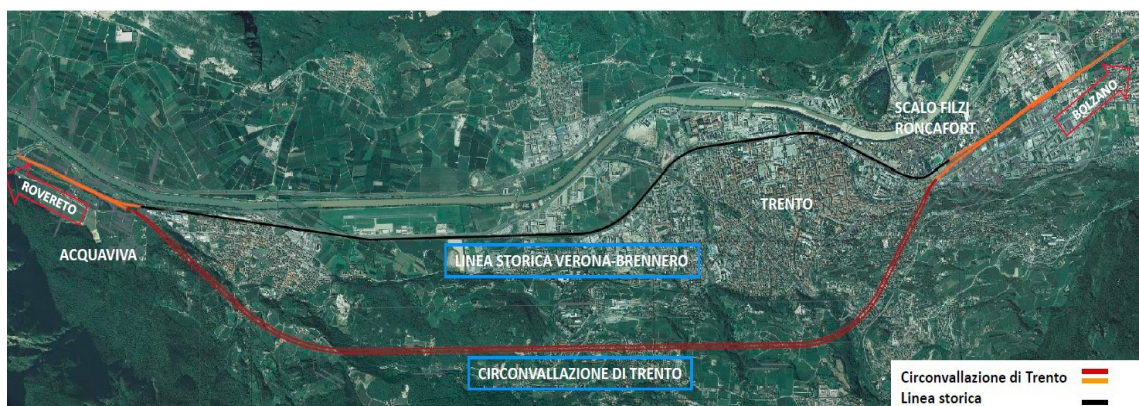 SCALO FILZI
RONCAFORT
BOLZANO
ROVERETO
TRENTO
ACQUAVIVA
LINEA STORICA VERONA-BRENNERO
CIRCONVALLAZIONE DI TRENTO
Circonvallazione di Trento
Linea storica